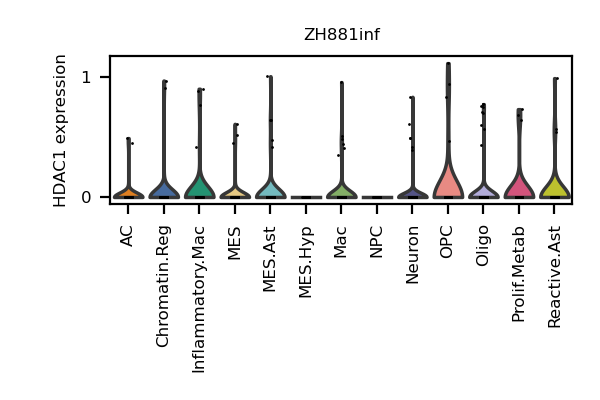 ZH881inf
HDAC1 expression
1
0
AC
Chromatin.Reg
Inflammatory.Mac
MES
MES.Ast
MES.Hyp
Mac
NPC
Neuron
OPC
Oligo
Prolif.Metab
Reactive.Ast